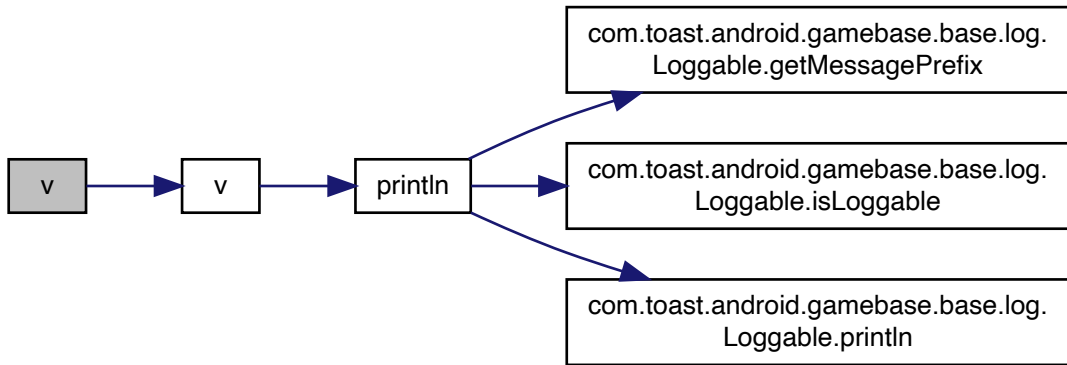 v
v
println
com.toast.android.gamebase.base.log.
Loggable.getMessagePrefix
com.toast.android.gamebase.base.log.
Loggable.isLoggable
com.toast.android.gamebase.base.log.
Loggable.println